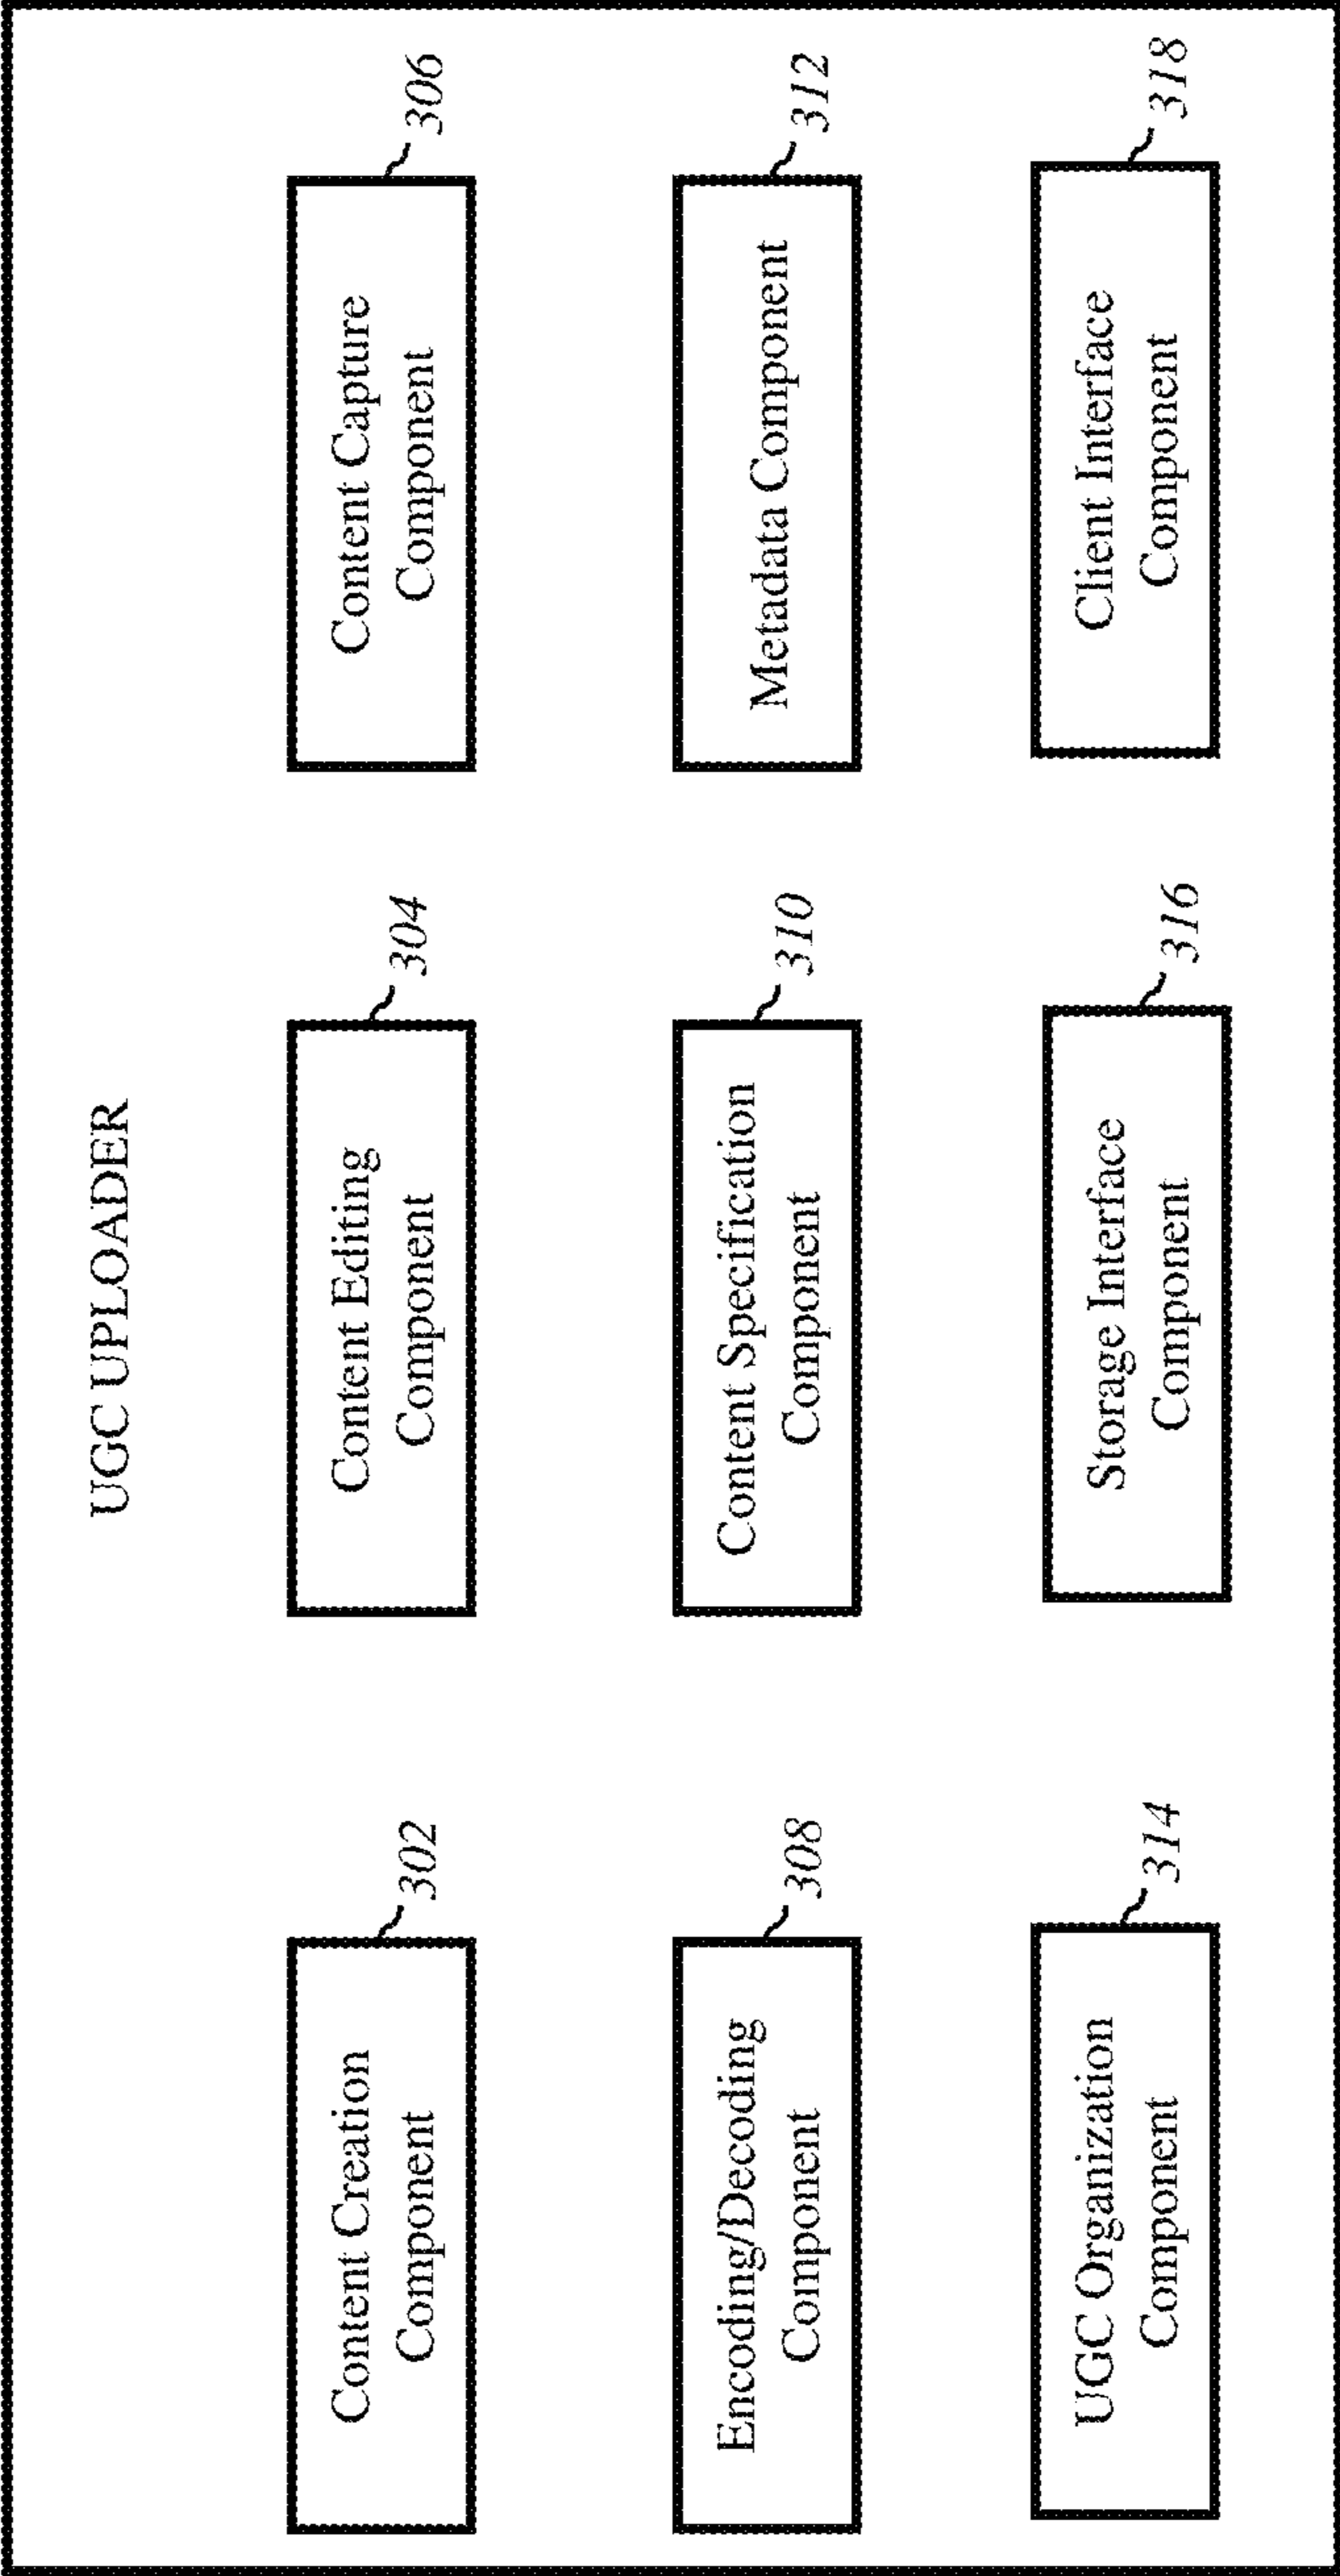 UGC UPLOADER
Content Creation
Component
302
Content Editing
Component
304
Content Capture
Component
306
Encoding/Decoding
Component
308
Content Specification
Component
310
Metadata Component
312
UGC Organization
Component
314
Storage Interface
Component
316
Client Interface
Component
318